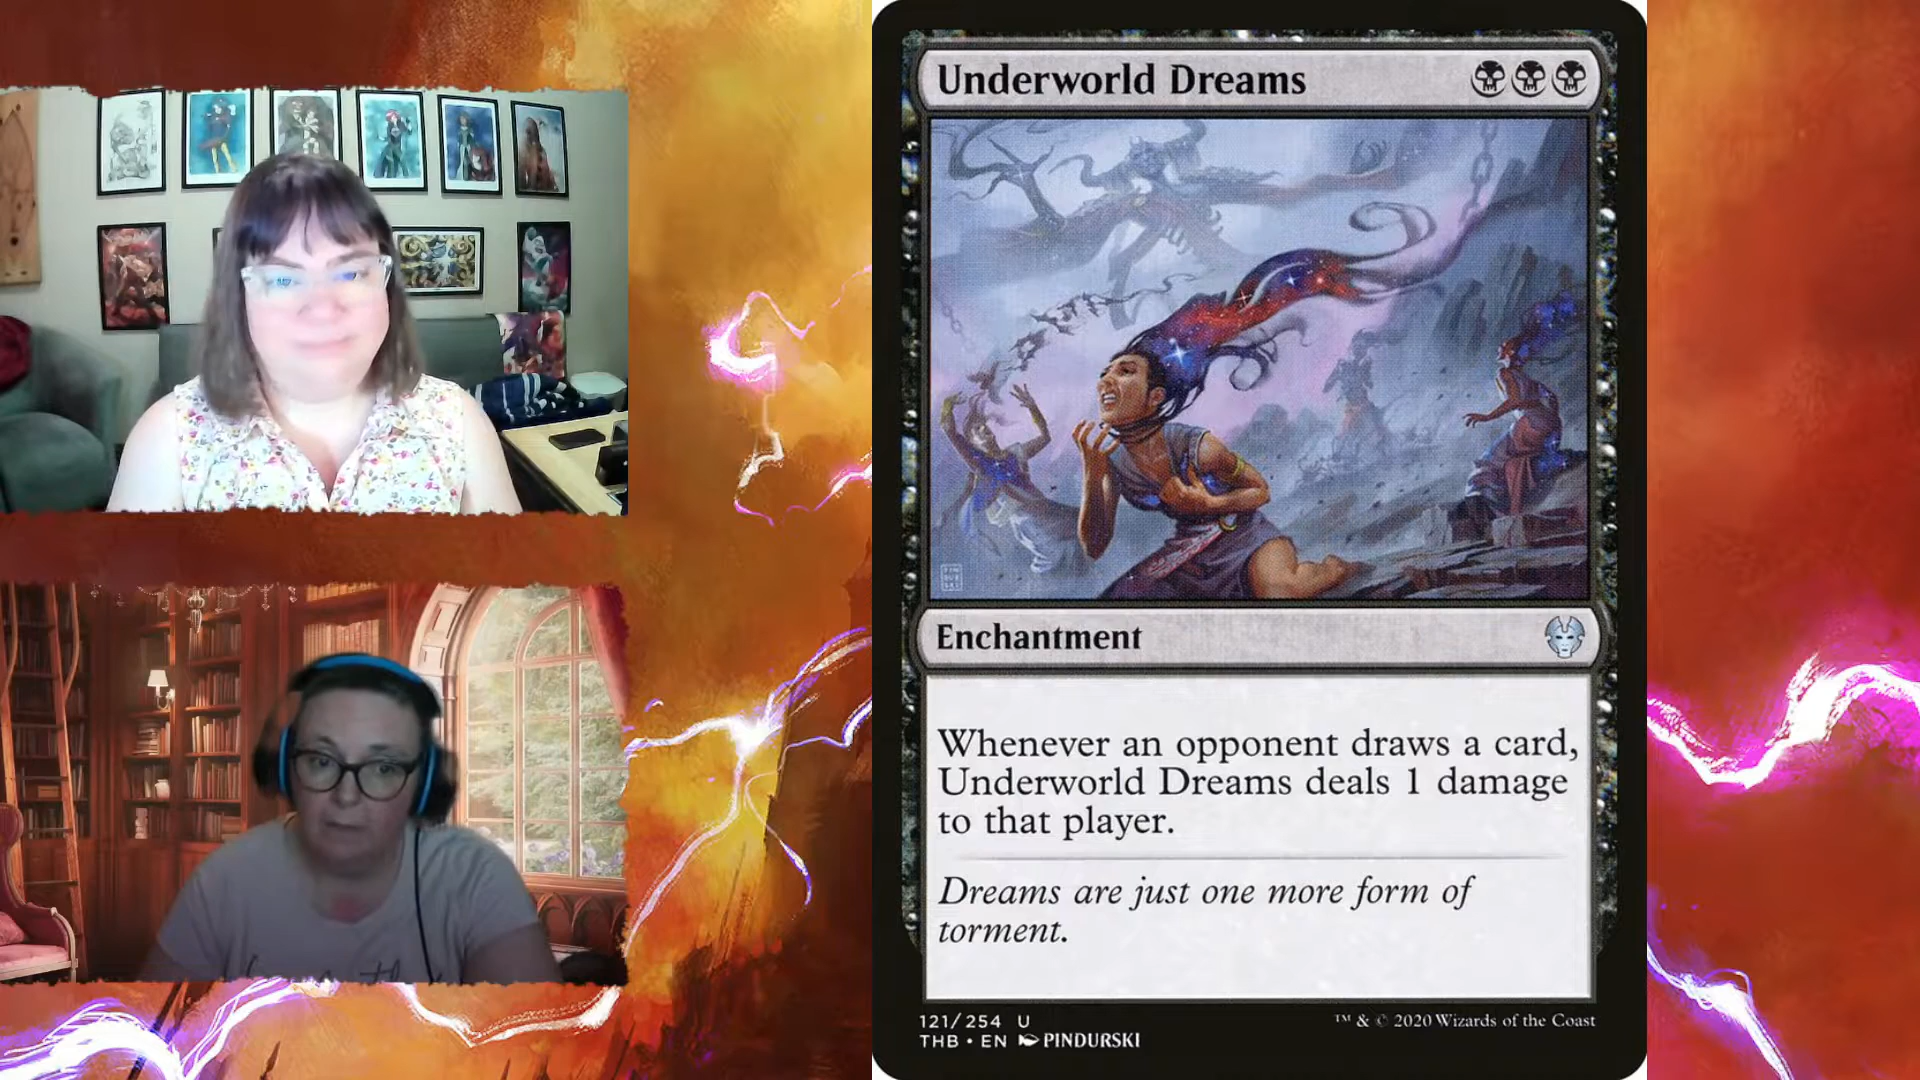 Underworld Dreams
Enchantment
Whenever an opponent draws a card,
Underworld Dreams deals 1 damage
to that player.
Dreams are just one more form of
torment.
121/254 U
THB • EN PINDURSKI
™ & © 2020 Wizards of the Coast